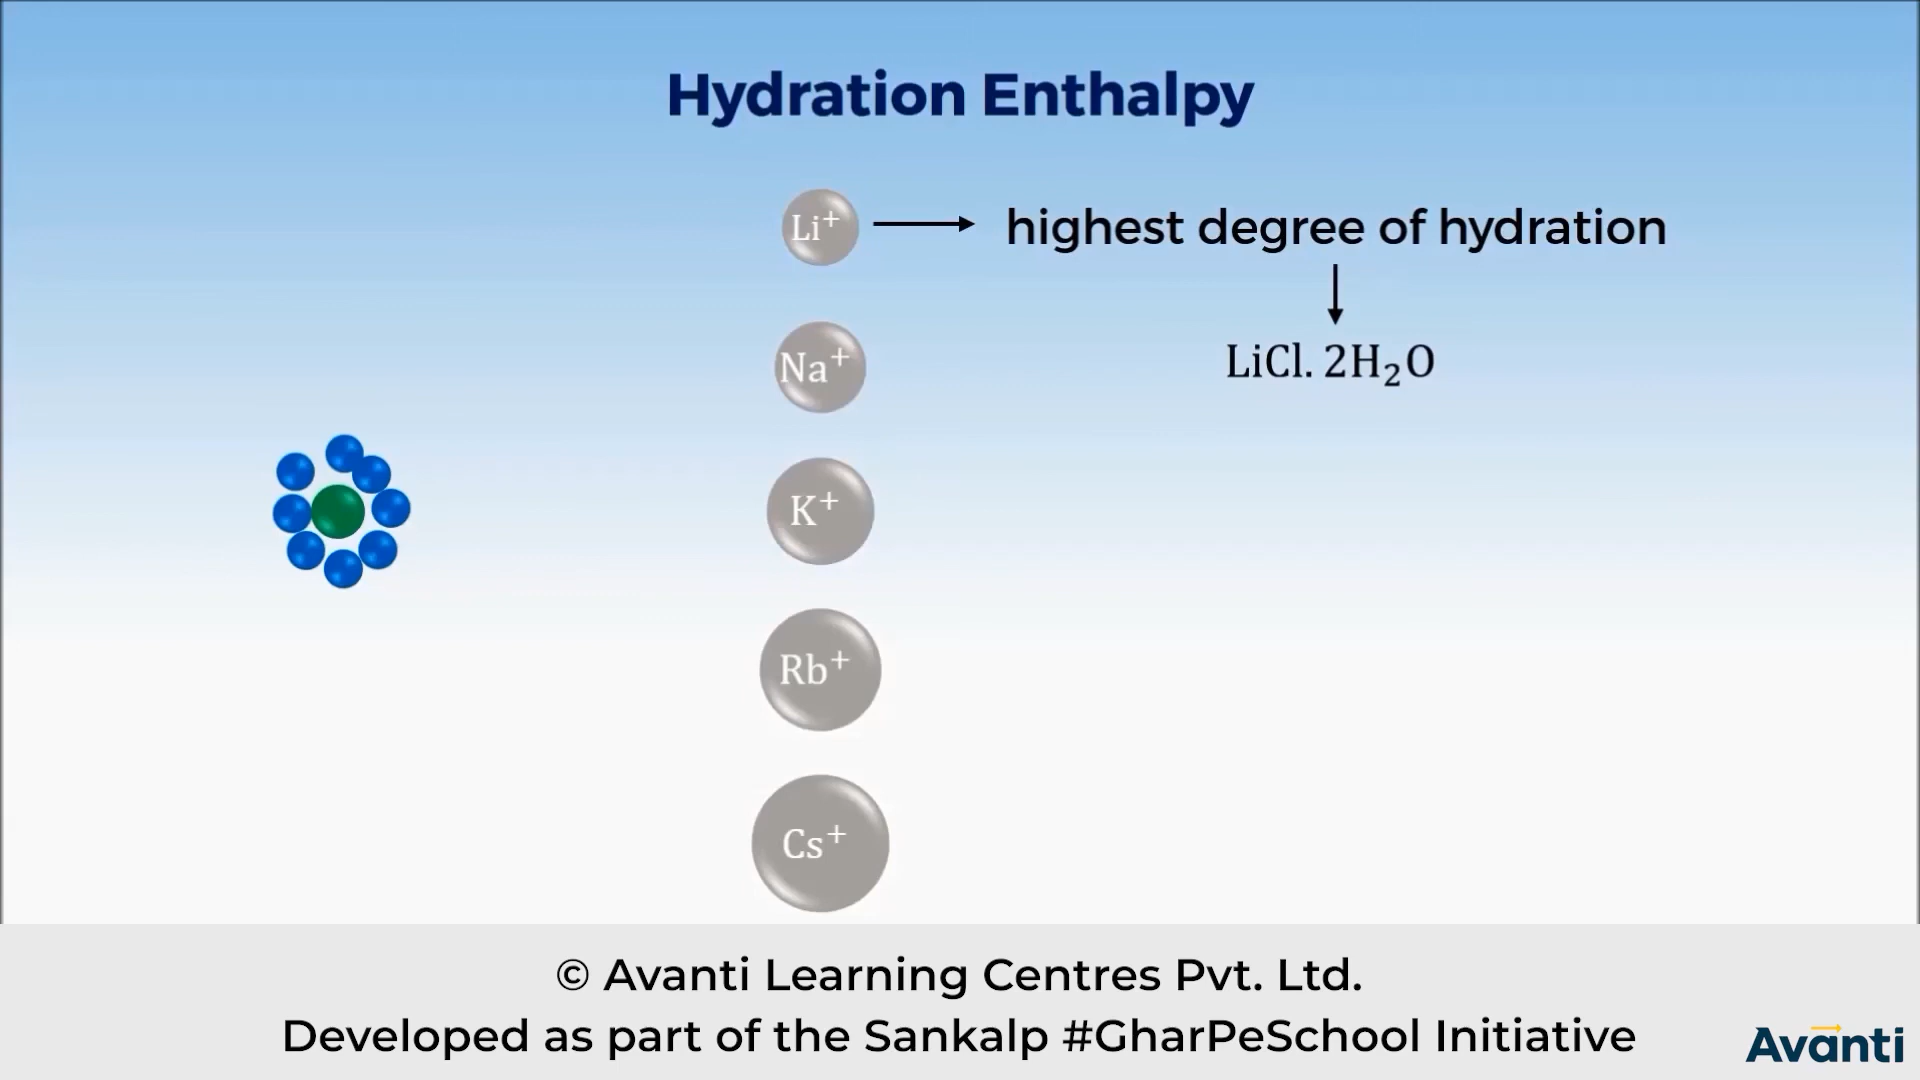 Hydration Enthalpy
Li⁺
highest degree of hydration
LiCl. 2H₂O
Na⁺
K⁺
Rb⁺
Cs⁺
© Avanti Learning Centres Pvt. Ltd.
Developed as part of the Sankalp #GharPeSchool Initiative
Avanti